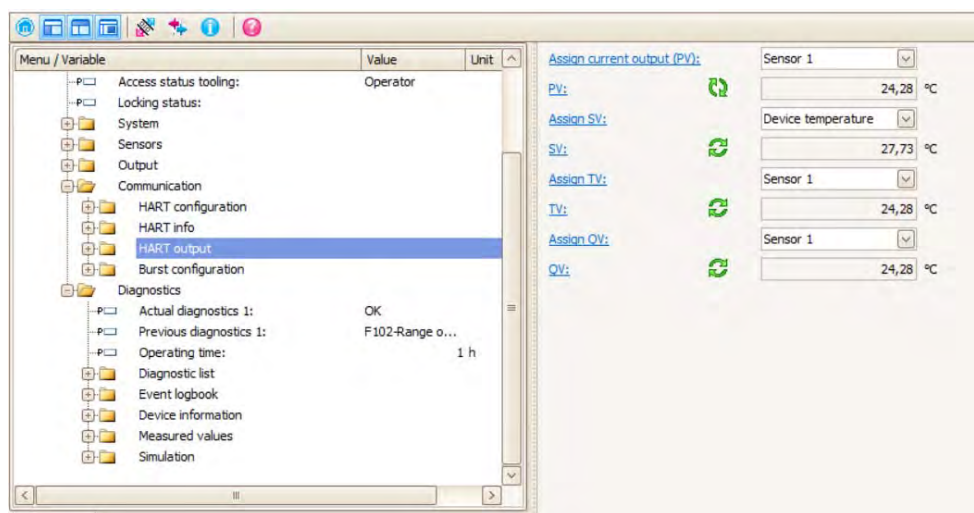 Menu / Variable Value Unit
Access status tooling: Operator
Locking status:
System
Sensors
Output
Communication
HART configuration
HART info
HART output
Burst configuration
Diagnostics
Actual diagnostics 1: OK
Previous diagnostics 1: F102-Range o...
Operating time: 1 h
Diagnostic list
Event logbook
Device information
Measured values
Simulation
Assign current output (PV): Sensor 1
PV: 24,28 °C
Assign SV: Device temperature
SV: 27,73 °C
Assign TV: Sensor 1
TV: 24,28 °C
Assign QV: Sensor 1
QV: 24,28 °C